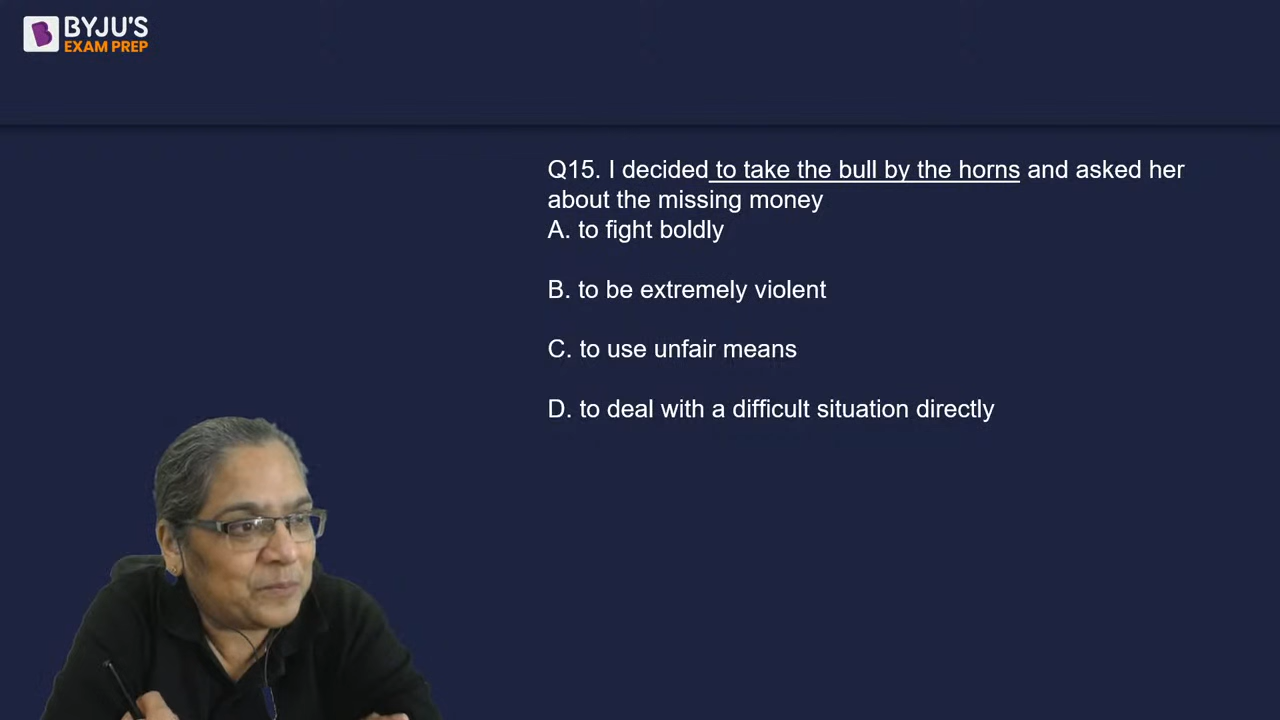 BYJU'S
EXAM PREP
Q15. I decided to take the bull by the horns and asked her
about the missing money
A. to fight boldly
B. to be extremely violent
C. to use unfair means
D. to deal with a difficult situation directly